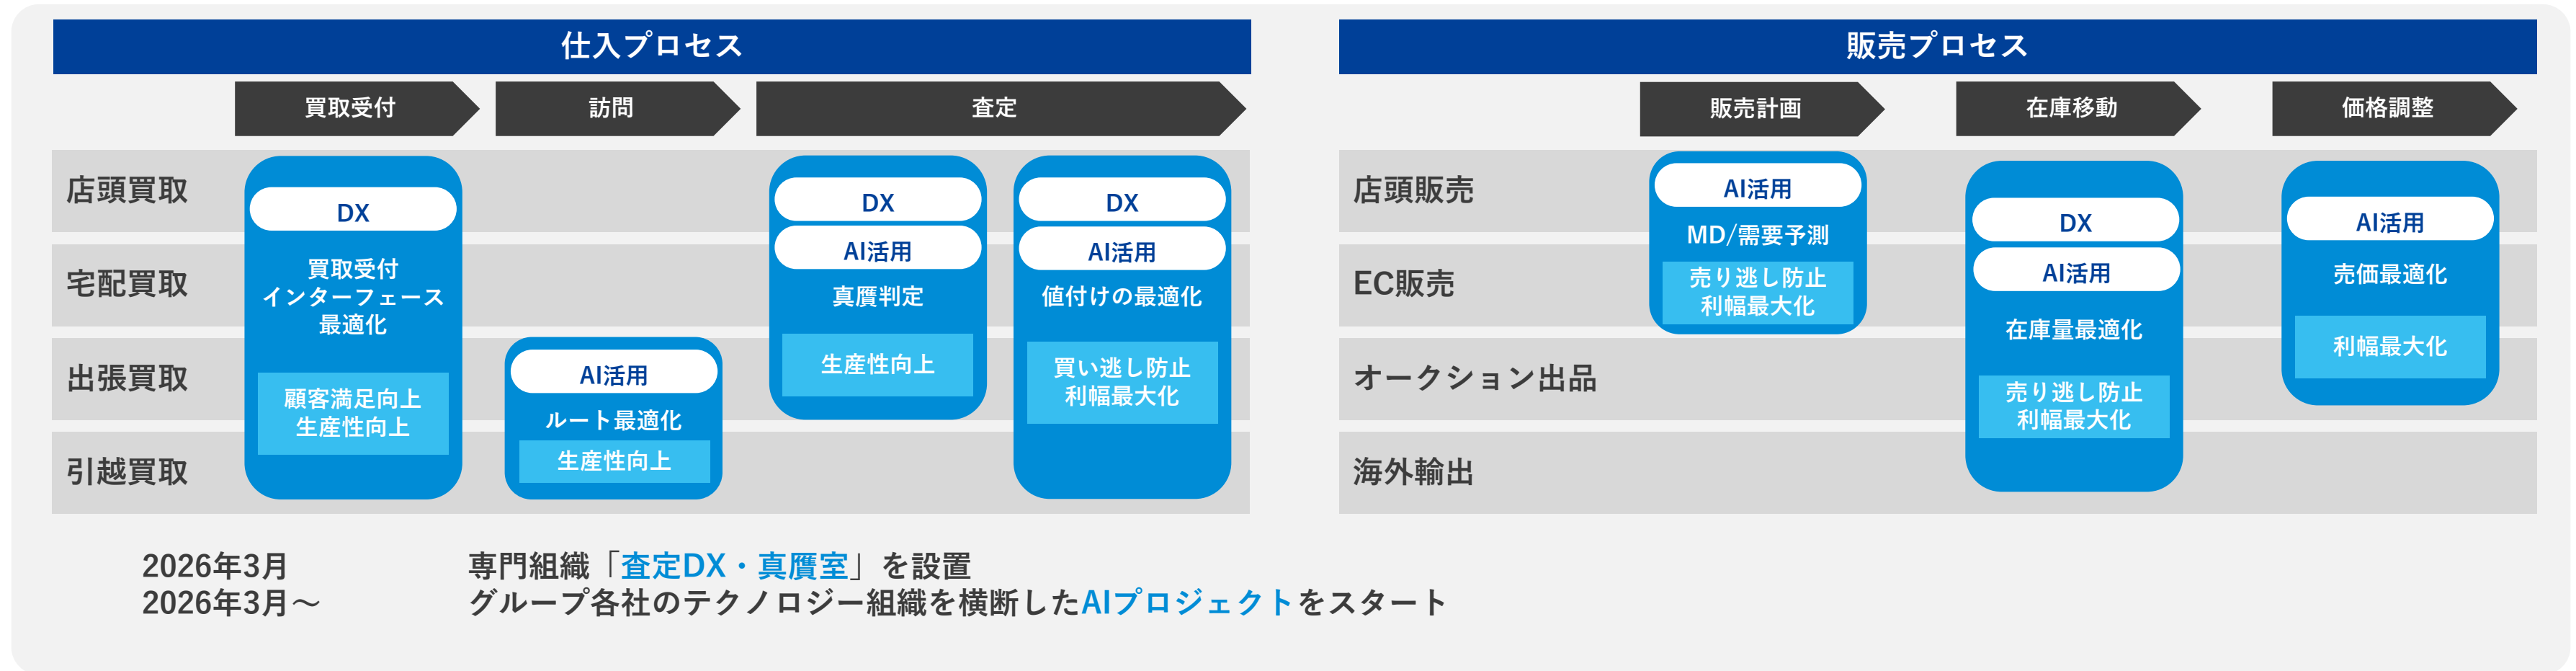 仕入プロセス
買取受付
訪問
査定
店頭買取
宅配買取
出張買取
引越買取
DX
買取受付
インターフェース
最適化
顧客満足向上
生産性向上
AI活用
ルート最適化
生産性向上
DX
AI活用
真贋判定
生産性向上
DX
AI活用
値付けの最適化
買い逃し防止
利幅最大化
販売プロセス
販売計画
在庫移動
価格調整
店頭販売
EC販売
オークション出品
海外輸出
AI活用
MD/需要予測
売り逃し防止
利幅最大化
DX
AI活用
在庫量最適化
売り逃し防止
利幅最大化
AI活用
売価最適化
利幅最大化
2026年3月 専門組織「査定DX・真贋室」を設置
2026年3月～ グループ各社のテクノロジー組織を横断したAIプロジェクトをスタート